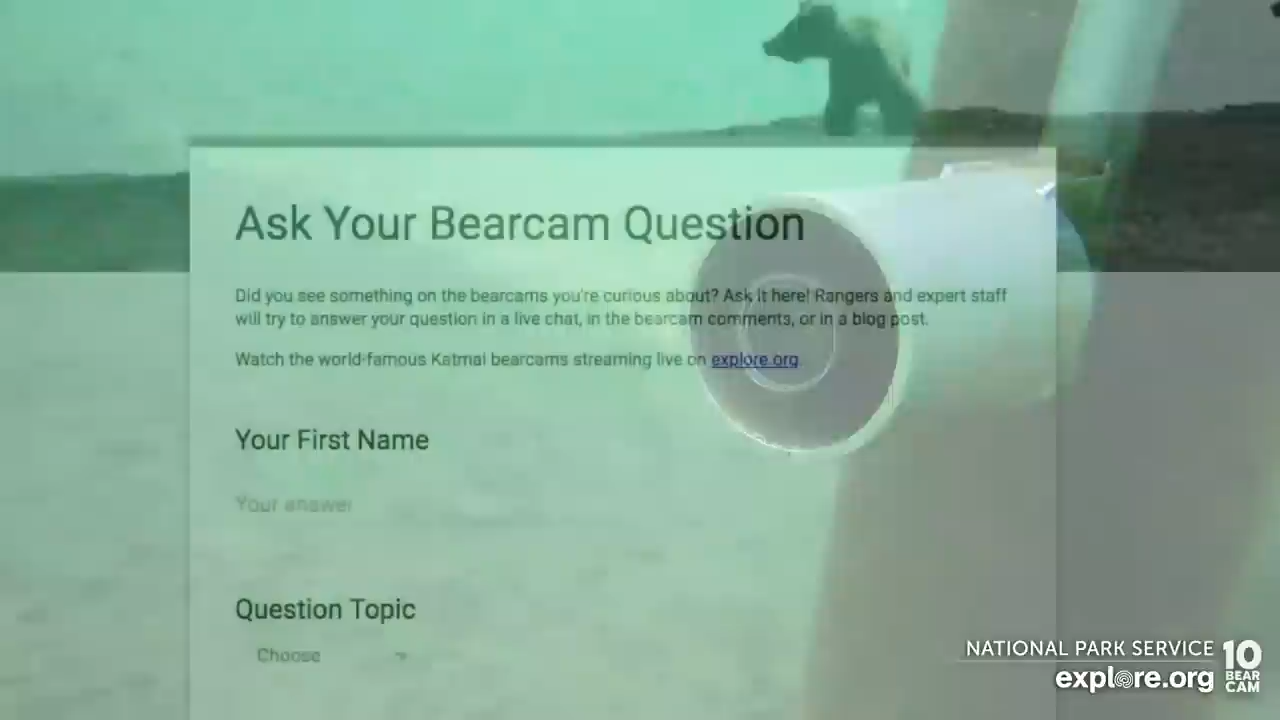 Ask Your Bearcam Question
Did you see something on the bearcams you're curious about? Ask it here! Rangers and expert staff
will try to answer your question in a live chat, in the bearcam comments, or in a blog post.
Watch the world-famous Katmai bearcams streaming live on explore.org.
Your First Name
Your answer
Question Topic
Choose
NATIONAL PARK SERVICE
explore.org
10
BEAR
CAM